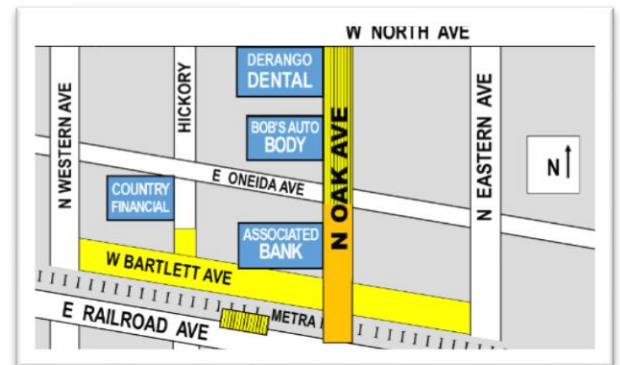 W NORTH AVE
DERANGO
DENTAL
HICKORY
N WESTERN AVE
BOB'S AUTO
BODY
N OAK AVE
N EASTERN AVE
N
E ONEIDA AVE
COUNTRY
FINANCIAL
ASSOCIATED
BANK
W BARTLETT AVE
METRA
E RAILROAD AVE